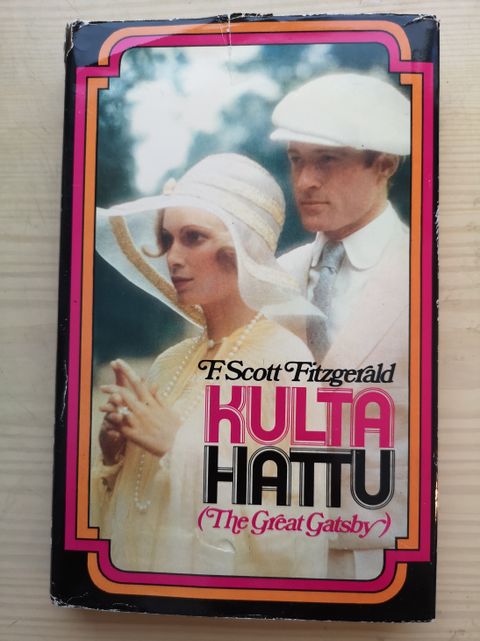 F. Scott Fitzgerald
KULTA
HATTU
(The Great Gatsby)